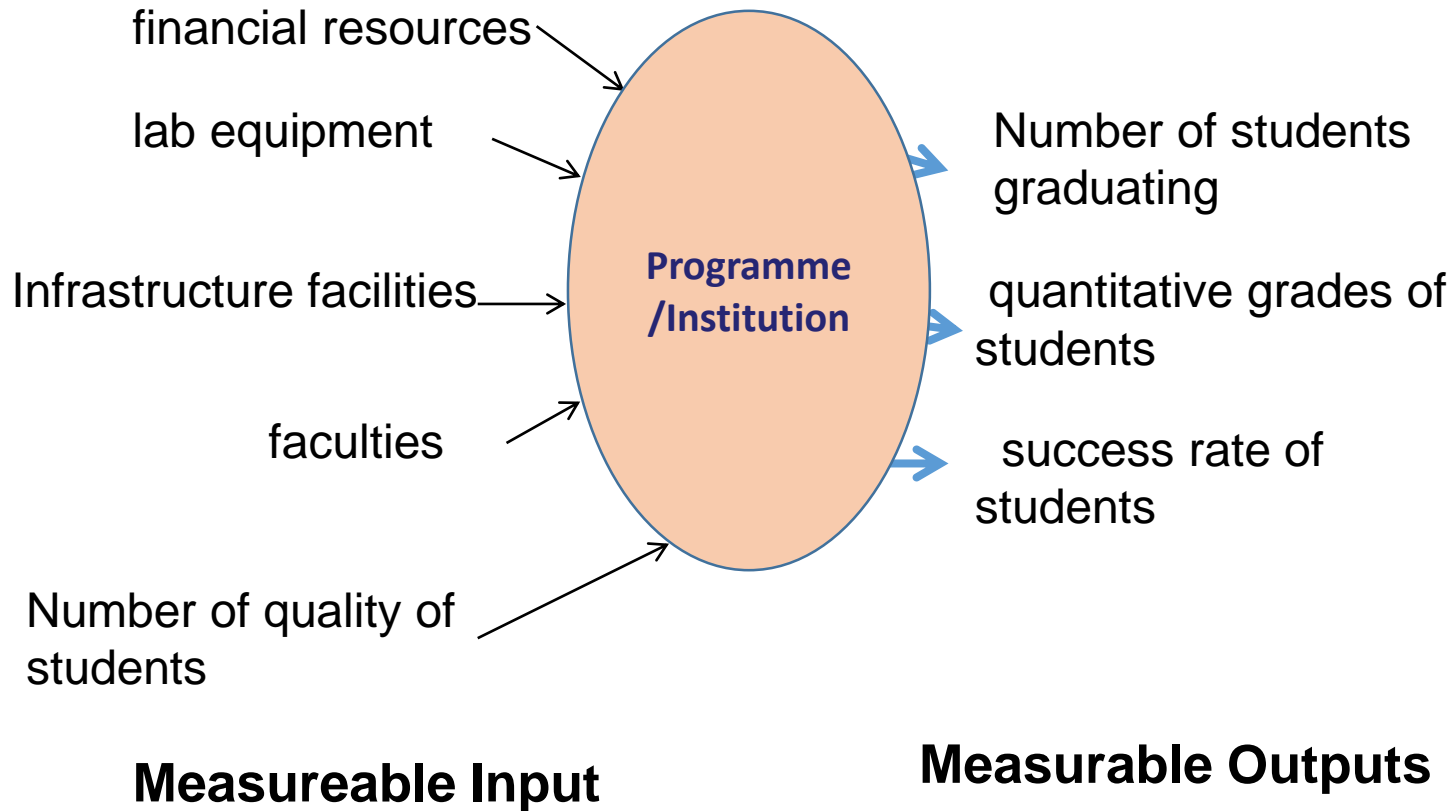 financial resources
lab equipment
Infrastructure facilities
faculties
Number of quality of
students
Programme
/Institution
Number of students
graduating
quantitative grades of
students
success rate of
students
Measureable Input
Measurable Outputs